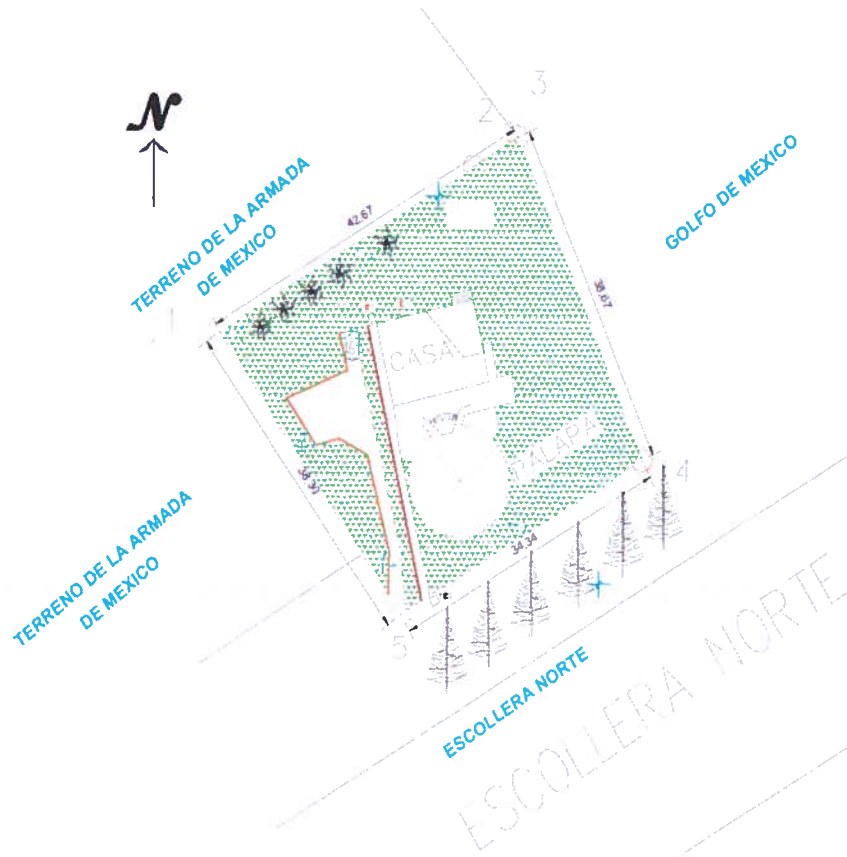 3
2
N
GOLFO DE MEXICO
TERRENO DE LA ARMADA
DE MEXICO
42.67
38.67
1
CASA
PALAPA
4
TERRENO DE LA ARMADA
DE MEXICO
34.34
5
ESCOLLERA NORTE
ESCOLLERA NORTE